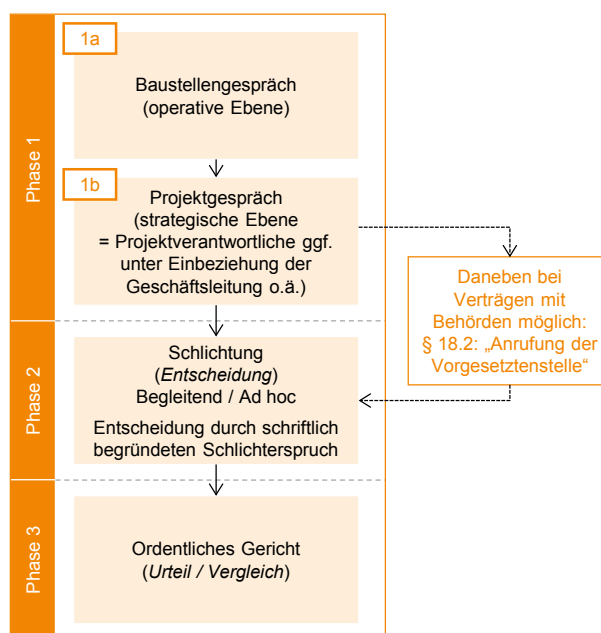 Phase 1
1a
Baustellengespräch
(operative Ebene)
1b
Projektgespräch
(strategische Ebene
= Projektverantwortliche ggf.
unter Einbeziehung der
Geschäftsleitung o.ä.)
Daneben bei
Verträgen mit
Behörden möglich:
§ 18.2: „Anrufung der
Vorgesetztenstelle“
Phase 2
Schlichtung
(Entscheidung)
Begleitend / Ad hoc
Entscheidung durch schriftlich
begründeten Schlichterspruch
Phase 3
Ordentliches Gericht
(Urteil / Vergleich)